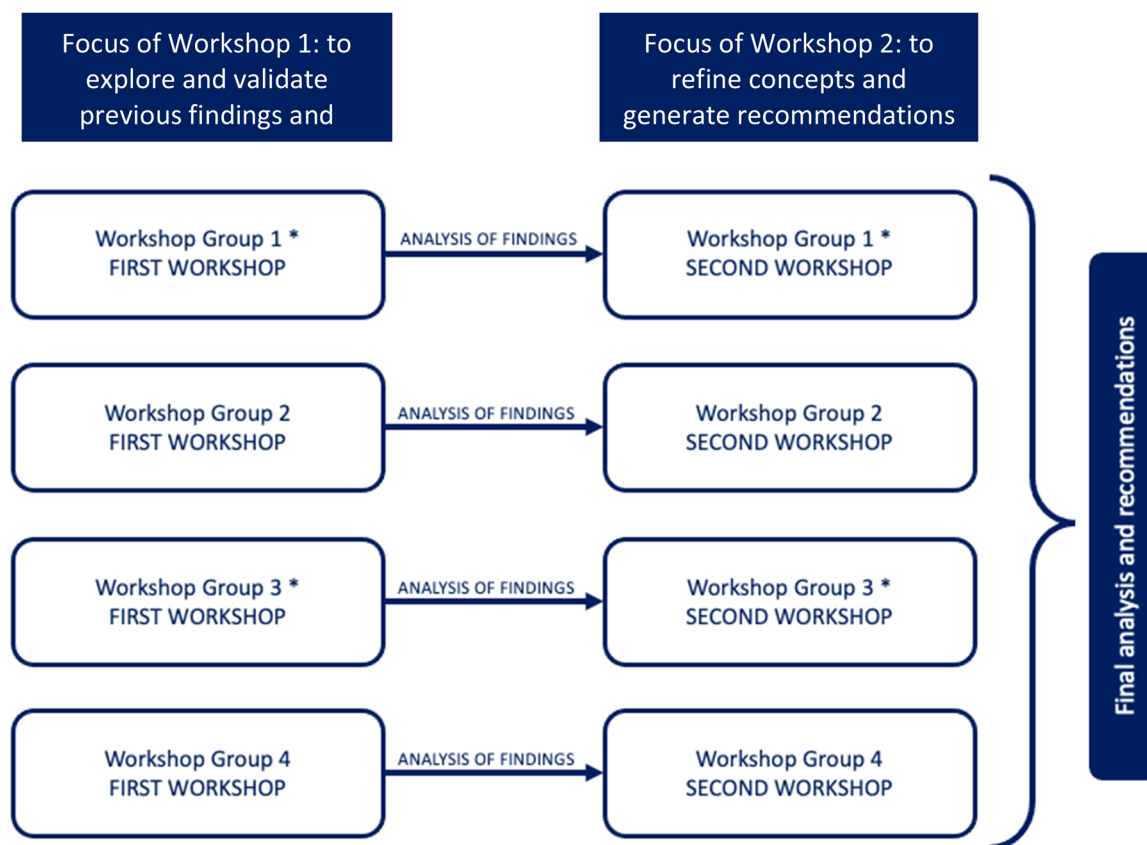 Focus of Workshop 1: to
explore and validate
previous findings and
Focus of Workshop 2: to
refine concepts and
generate recommendations
Workshop Group 1 *
FIRST WORKSHOP
ANALYSIS OF FINDINGS
Workshop Group 1 *
SECOND WORKSHOP
Workshop Group 2
FIRST WORKSHOP
ANALYSIS OF FINDINGS
Workshop Group 2
SECOND WORKSHOP
Workshop Group 3 *
FIRST WORKSHOP
ANALYSIS OF FINDINGS
Workshop Group 3 *
SECOND WORKSHOP
Workshop Group 4
FIRST WORKSHOP
ANALYSIS OF FINDINGS
Workshop Group 4
SECOND WORKSHOP
Final analysis and recommendations